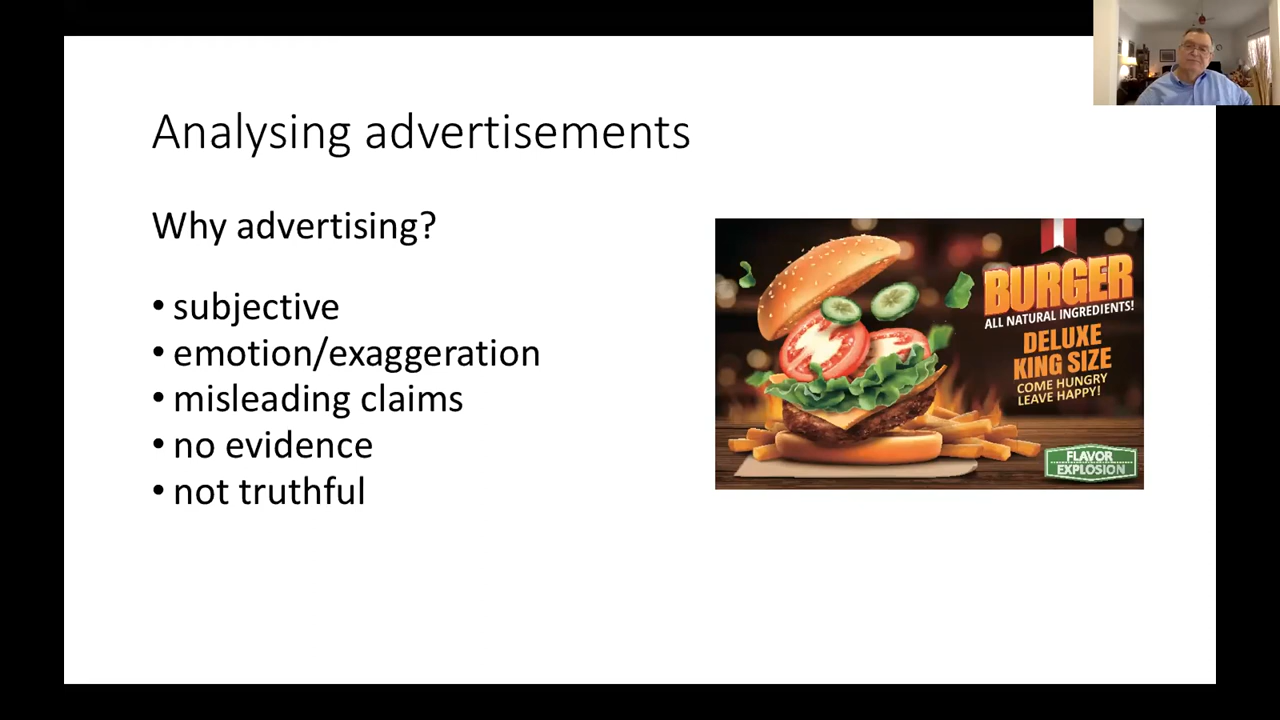 Analysing advertisements
Why advertising?
• subjective
• emotion/exaggeration
• misleading claims
• no evidence
• not truthful
BURGER
ALL NATURAL INGREDIENTS!
DELUXE
KING SIZE
COME HUNGRY
LEAVE HAPPY!
FLAVOR
EXPLOSION